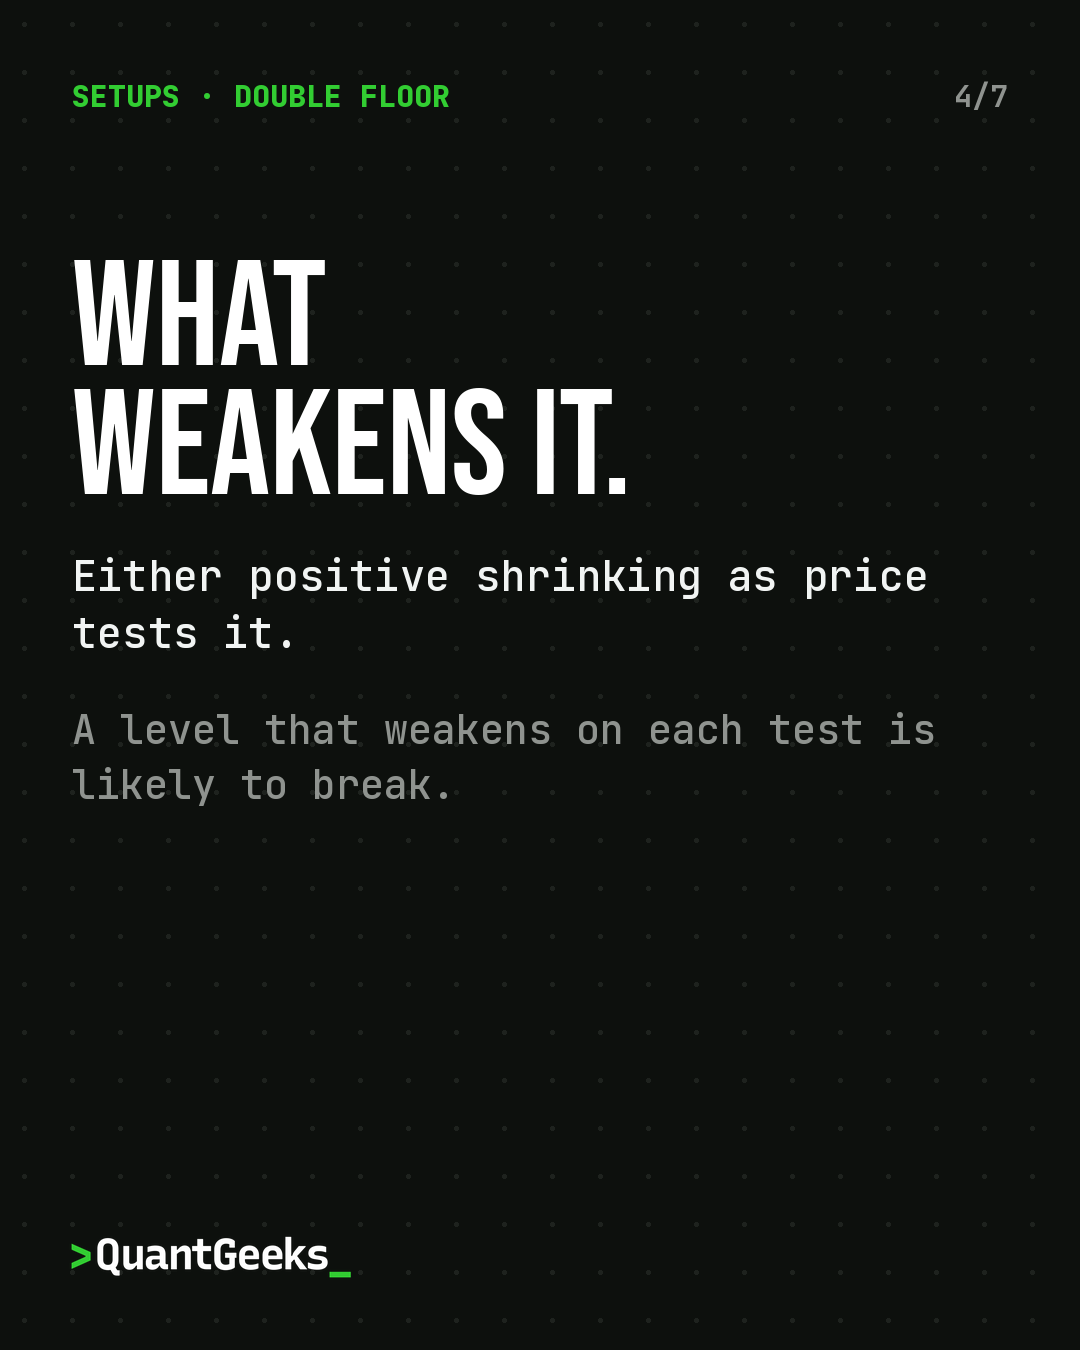 SETUPS · DOUBLE FLOOR
4/7
WHAT
WEAKENS IT.
Either positive shrinking as price
tests it.
A level that weakens on each test is
likely to break.
>QuantGeeks_